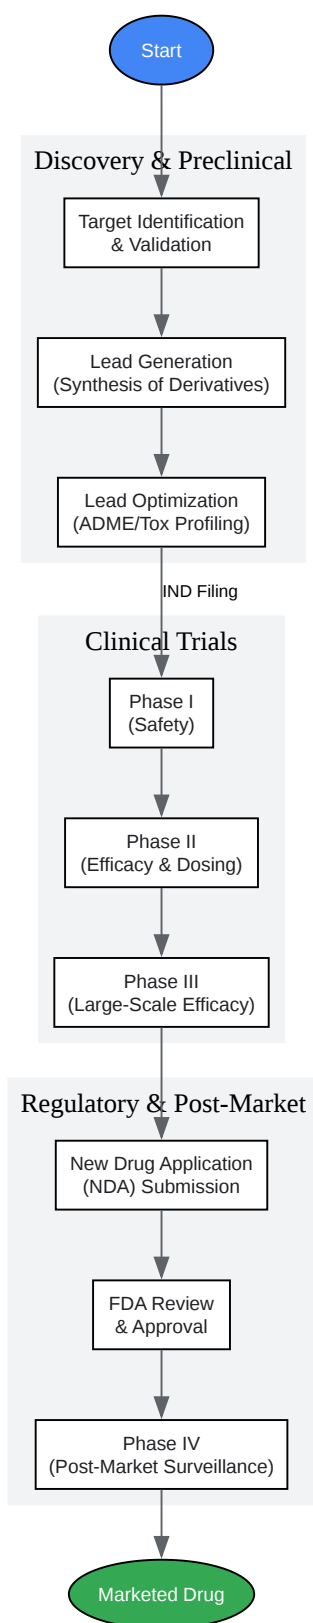 Start
Discovery & Preclinical
Target Identification
& Validation
Lead Generation
(Synthesis of Derivatives)
Lead Optimization
(ADME/Tox Profiling)
IND Filing
Clinical Trials
Phase I
(Safety)
Phase II
(Efficacy & Dosing)
Phase III
(Large-Scale Efficacy)
Regulatory & Post-Market
New Drug Application
(NDA) Submission
FDA Review
& Approval
Phase IV
(Post-Market Surveillance)
Marketed Drug